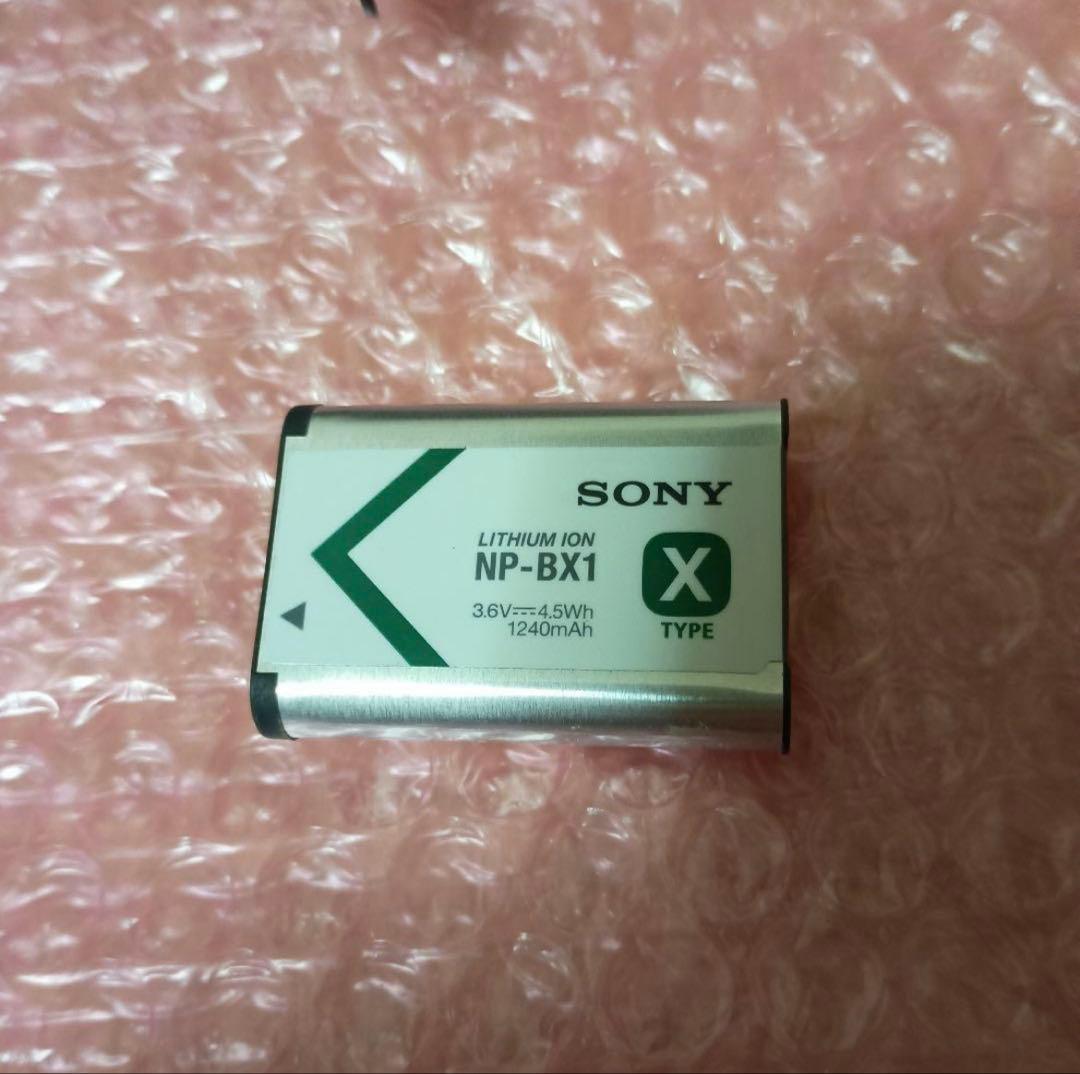 SONY
LITHIUM ION
NP-BX1
X
3.6V⎓4.5Wh
1240mAh
TYPE